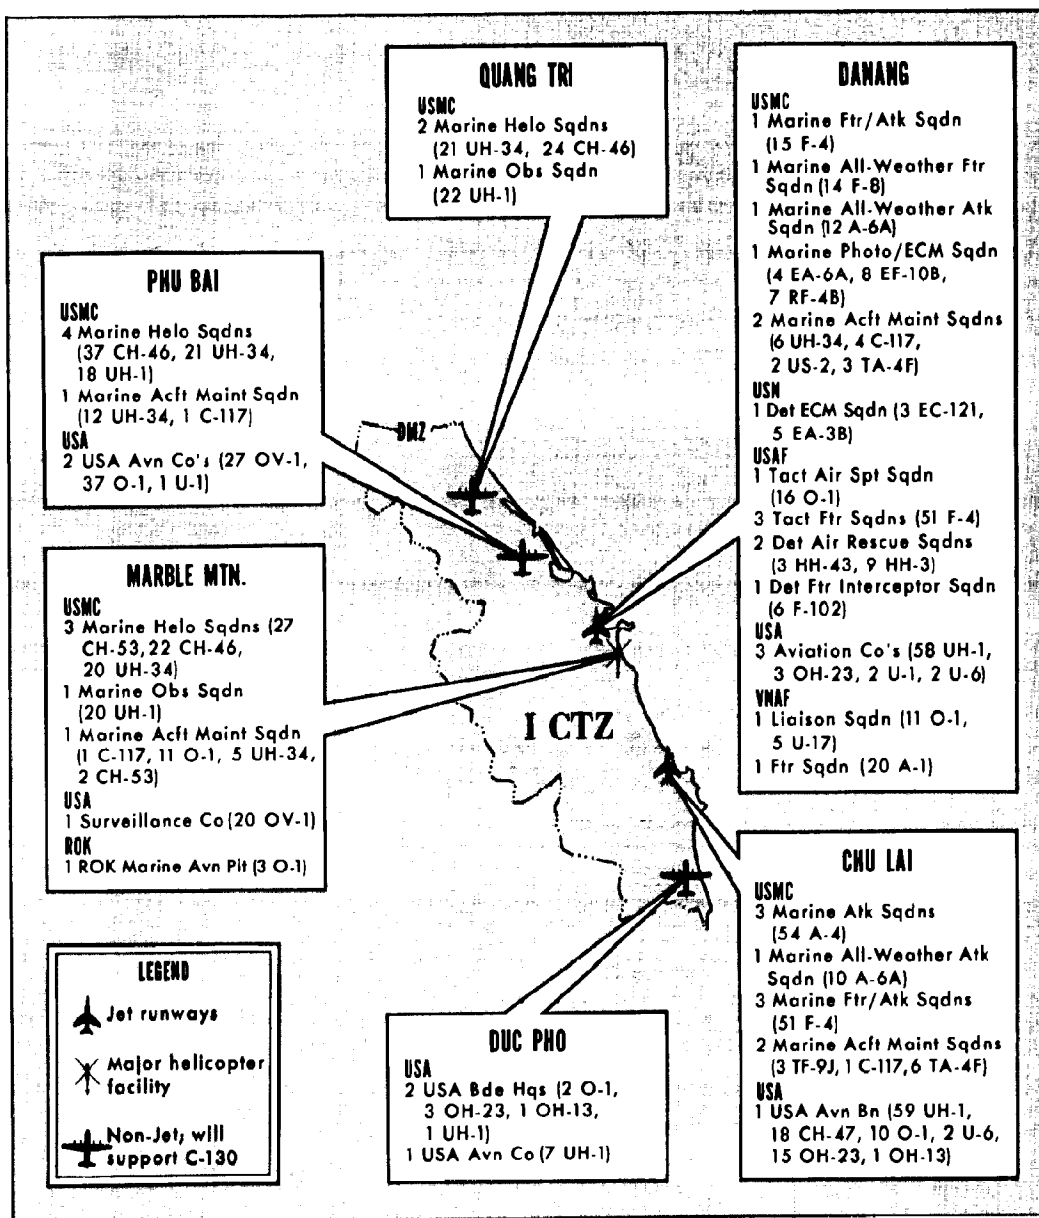 QUANG TRI
USMC
2 Marine Helo Sqdns
(21 UH-34, 24 CH-46)
1 Marine Obs Sqdn
(22 UH-1)
DANANG
USMC
1 Marine Ftr/Atk Sqdn
(15 F-4)
1 Marine All-Weather Ftr
Sqdn (14 F-8)
1 Marine All-Weather Atk
Sqdn (12 A-6A)
1 Marine Photo/ECM Sqdn
(4 EA-6A, 8 EF-10B,
7 RF-4B)
2 Marine Acft Maint Sqdns
(6 UH-34, 4 C-117,
2 US-2, 3 TA-4F)
USN
1 Det ECM Sqdn (3 EC-121,
5 EA-3B)
USAF
1 Tact Air Spt Sqdn
(16 O-1)
3 Tact Ftr Sqdns (51 F-4)
2 Det Air Rescue Sqdns
(3 HH-43, 9 HH-3)
1 Det Ftr Interceptor Sqdn
(6 F-102)
USA
3 Aviation Co's (58 UH-1,
3 OH-23, 2 U-1, 2 U-6)
VNAF
1 Liaison Sqdn (11 O-1,
5 U-17)
1 Ftr Sqdn (20 A-1)
PHU BAI
USMC
4 Marine Helo Sqdns
(37 CH-46, 21 UH-34,
18 UH-1)
1 Marine Acft Maint Sqdn
(12 UH-34, 1 C-117)
USA
2 USA Avn Co's (27 OV-1,
37 O-1, 1 U-1)
DMZ
MARBLE MTN.
USMC
3 Marine Helo Sqdns (27
CH-53, 22 CH-46,
20 UH-34)
1 Marine Obs Sqdn
(20 UH-1)
1 Marine Acft Maint Sqdn
(1 C-117, 11 O-1, 5 UH-34,
2 CH-53)
USA
1 Surveillance Co (20 OV-1)
ROK
1 ROK Marine Avn Plt (3 O-1)
I CTZ
CHU LAI
USMC
3 Marine Atk Sqdns
(54 A-4)
1 Marine All-Weather Atk
Sqdn (10 A-6A)
3 Marine Ftr/Atk Sqdns
(51 F-4)
2 Marine Acft Maint Sqdns
(3 TF-9J, 1 C-117, 6 TA-4F)
USA
1 USA Avn Bn (59 UH-1,
18 CH-47, 10 O-1, 2 U-6,
15 OH-23, 1 OH-13)
DUC PHO
USA
2 USA Bde Hqs (2 O-1,
3 OH-23, 1 OH-13,
1 UH-1)
1 USA Avn Co (7 UH-1)
LEGEND
Jet runways
Major helicopter
facility
Non-Jet; will
support C-130